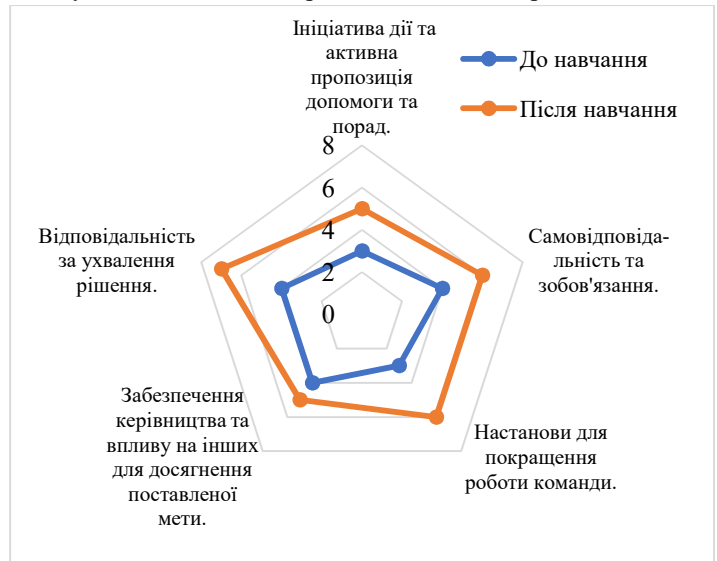 Ініціатива дії та
активна
пропозиція
допомоги та
порад.
До навчання
Після навчання
8
6
4
2
0
Відповідальність
за ухвалення
рішення.
Самовідповіда-
льність та
зобов'язання.
Забезпечення
керівництва та
впливу на інших
для досягнення
поставленої
мети.
Настанови для
покращення
роботи команди.